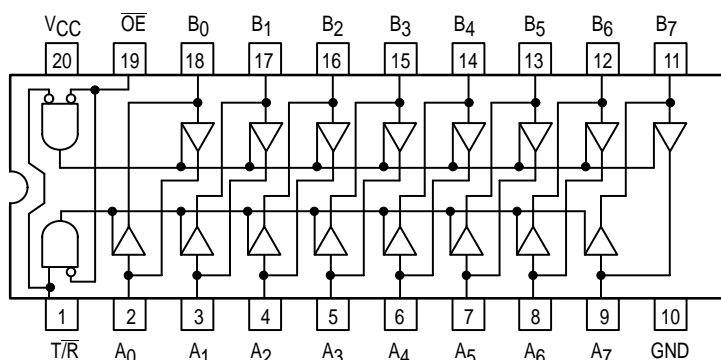 VCC OE B0 B1 B2 B3 B4 B5 B6 B7
20 19 18 17 16 15 14 13 12 11
1 2 3 4 5 6 7 8 9 10
T/R̅ A0 A1 A2 A3 A4 A5 A6 A7 GND